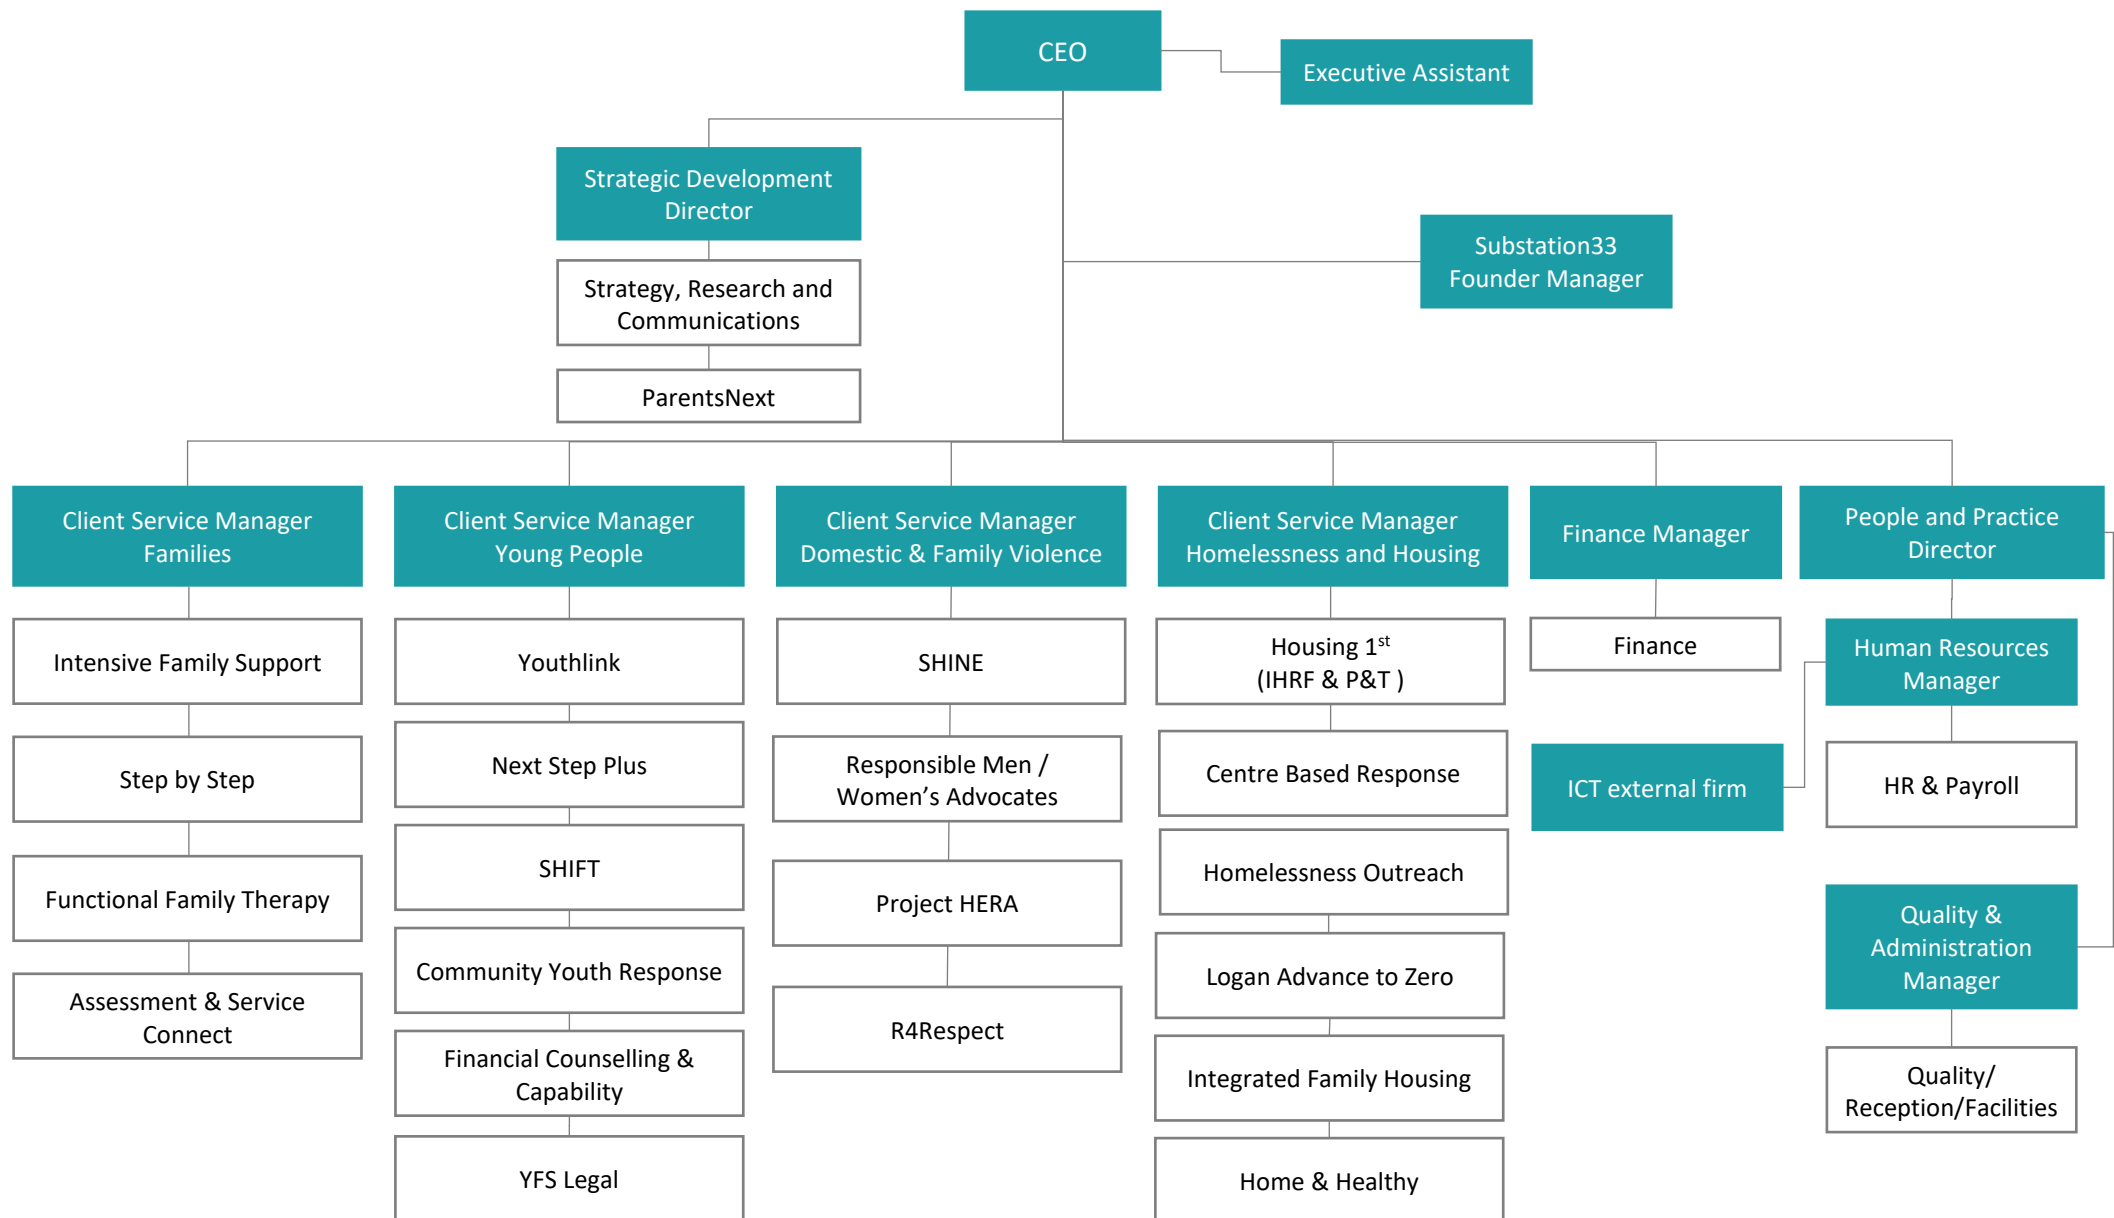 CEO
Executive Assistant
Strategic Development
Director
Strategy, Research and
Communications
ParentsNext
Substation33
Founder Manager
Client Service Manager
Families
Intensive Family Support
Step by Step
Functional Family Therapy
Assessment & Service
Connect
Client Service Manager
Young People
Youthlink
Next Step Plus
SHIFT
Community Youth Response
Financial Counselling &
Capability
YFS Legal
Client Service Manager
Domestic & Family Violence
SHINE
Responsible Men /
Women’s Advocates
Project HERA
R4Respect
Client Service Manager
Homelessness and Housing
Housing 1st
(IHRF & P&T )
Centre Based Response
Homelessness Outreach
Logan Advance to Zero
Integrated Family Housing
Home & Healthy
Finance Manager
Finance
People and Practice
Director
Human Resources
Manager
ICT external firm
HR & Payroll
Quality &
Administration
Manager
Quality/
Reception/Facilities